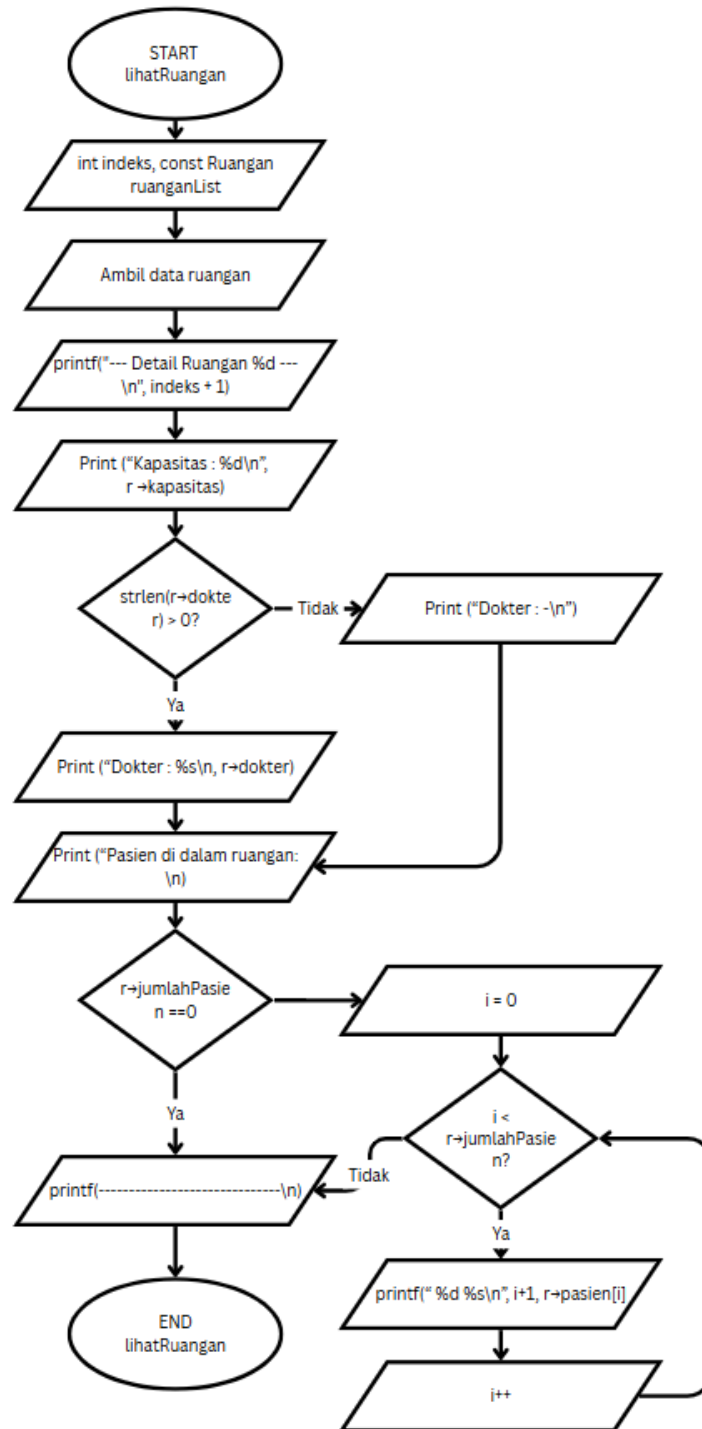 START
lihatRuangan
int indeks, const Ruangan
ruanganList
Ambil data ruangan
printf("--- Detail Ruangan %d ---
\n", indeks + 1)
Print (“Kapasitas : %d\n”,
r →kapasitas)
strlen(r→dokte
r) > 0?
Tidak
Print (“Dokter : -\n”)
Ya
Print (“Dokter : %s\n, r→dokter)
Print (“Pasien di dalam ruangan:
\n)
r→jumlahPasie
n ==0
i = 0
Ya
i <
r→jumlahPasie
n?
Tidak
printf(-------------------------------\n)
Ya
printf(“ %d %s\n”, i+1, r→pasien[i]
END
lihatRuangan
i++